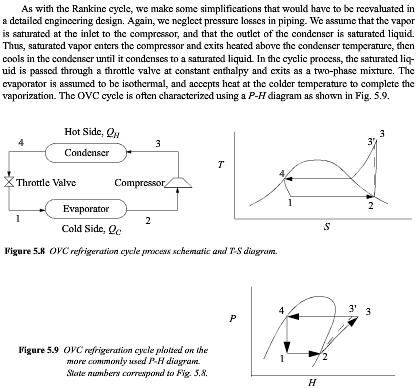 As with the Rankine cycle, we make some simplifications that would have to be reevaluated in
a detailed engineering design. Again, we neglect pressure losses in piping. We assume that the vapor
is saturated at the inlet to the compressor, and that the outlet of the condenser is saturated liquid.
Thus, saturated vapor enters the compressor and exits heated above the condenser temperature, then
cools in the condenser until it condenses to a saturated liquid. In the cyclic process, the saturated liq-
uid is passed through a throttle valve at constant enthalpy and exits as a two-phase mixture. The
evaporator is assumed to be isothermal, and accepts heat at the colder temperature to complete the
vaporization. The OVC cycle is often characterized using a P-H diagram as shown in Fig. 5.9.
Hot Side, QH
4
3
Condenser
Throttle Valve
Compressor
Evaporator
1
2
Cold Side, QC
T
3
3'
4
1
2
S
Figure 5.8 OVC refrigeration cycle process schematic and T-S diagram.
P
4
3'
3
1
2
H
Figure 5.9 OVC refrigeration cycle plotted on the
more commonly used P-H diagram.
State numbers correspond to Fig. 5.8.